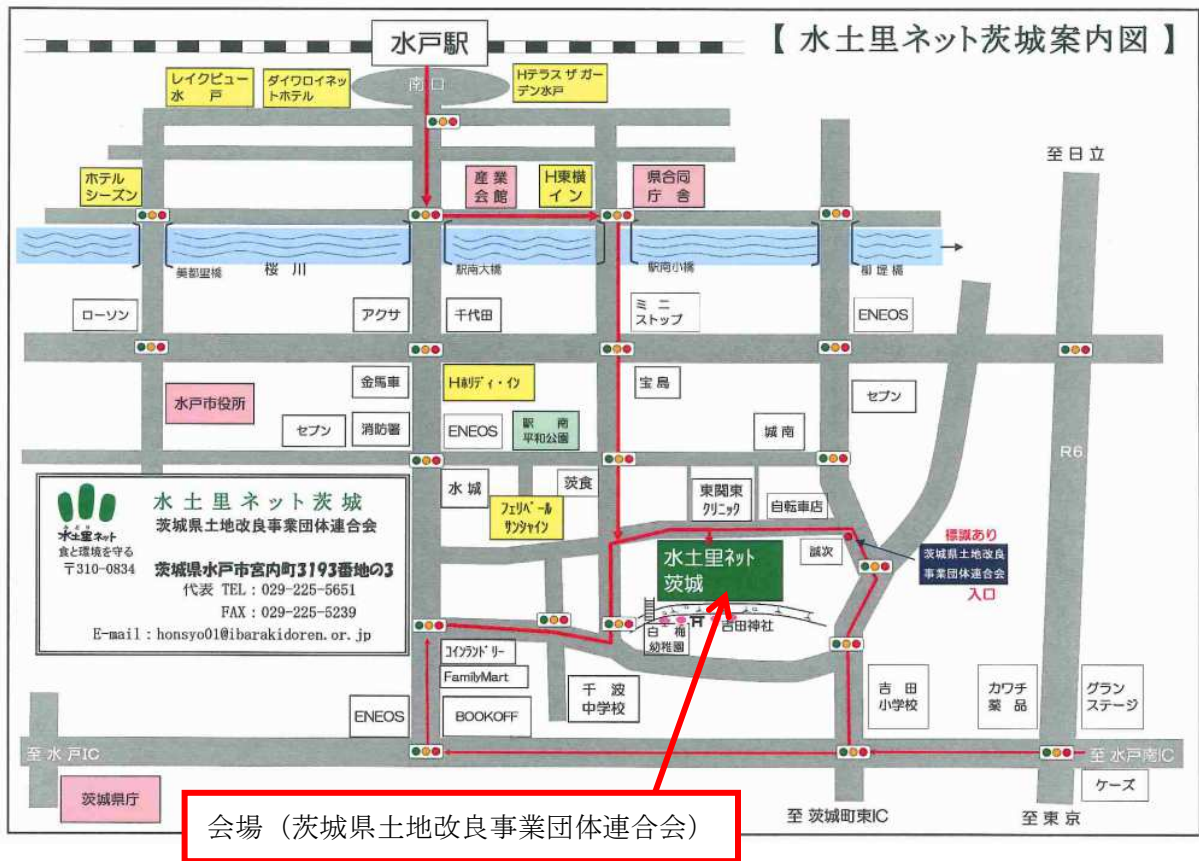 水戸駅
【 水土里ネット茨城案内図 】
南口
レイクビュー
水 戸
ダイワロイネッ
トホテル
Hテラス ザ ガー
デン水戸
至 日 立
ホテル
シーズン
産 業
会 館
H東横
イン
県合同
庁 舎
美都里橋
桜 川
駅南大橋
駅南小橋
柳 堤 橋
ローソン
アクサ
千代田
ミ ニ
ストップ
ENEOS
水戸市役所
金馬車
Hホリディ・イン
宝 島
セブン
セブン
消防署
ENEOS
駅 南
平和公園
城 南
R6
水 城
茨食
フェリベール
サンシャイン
東関東
クリニック
自転車店
水土里ネット茨城
茨城県土地改良事業団体連合会
みどり
水土里ネット
食と環境を守る
〒310-0834
茨城県水戸市宮内町3193番地の3
代表 TEL：029-225-5651
FAX：029-225-5239
E-mail：honsyo01@ibarakidoren.or.jp
水土里ネット
茨城
誠次
標識あり
茨城県土地改良
事業団体連合会
入口
白 梅
幼稚園
吉田神社
コインランドリー
FamilyMart
千 波
中学校
吉 田
小学校
カワチ
薬 品
グラン
ステージ
ENEOS
BOOKOFF
至 水 戸IC
至 水戸南IC
茨城県庁
ケーズ
会場（茨城県土地改良事業団体連合会）
至 茨城町東IC
至 東 京